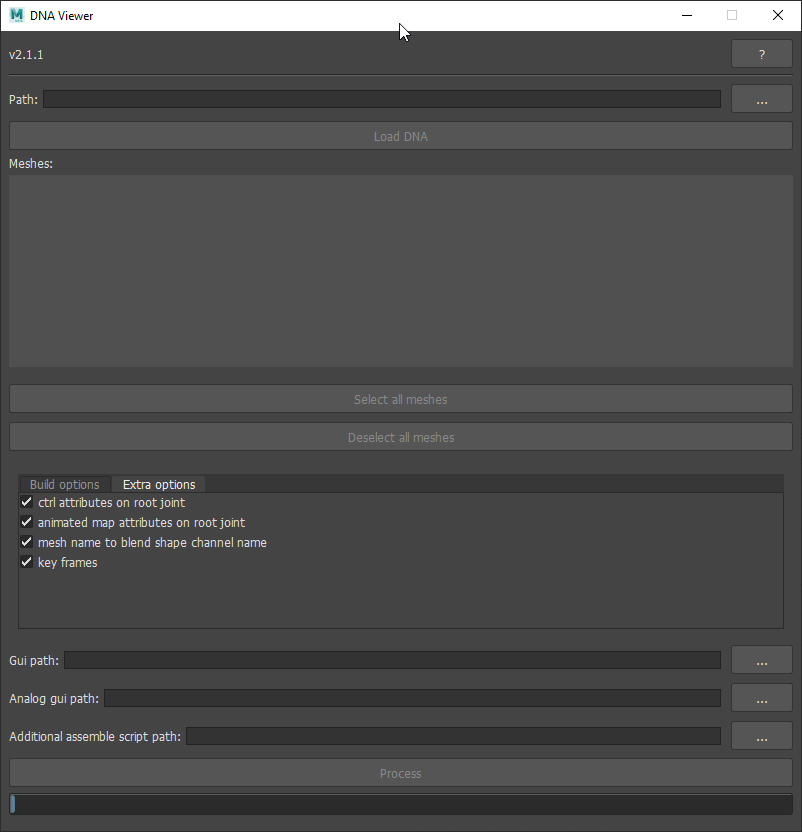 DNA Viewer
v2.1.1
?
Path:
...
Load DNA
Meshes:
Select all meshes
Deselect all meshes
Build options Extra options
ctrl attributes on root joint
animated map attributes on root joint
mesh name to blend shape channel name
key frames
Gui path:
...
Analog gui path:
...
Additional assemble script path:
...
Process